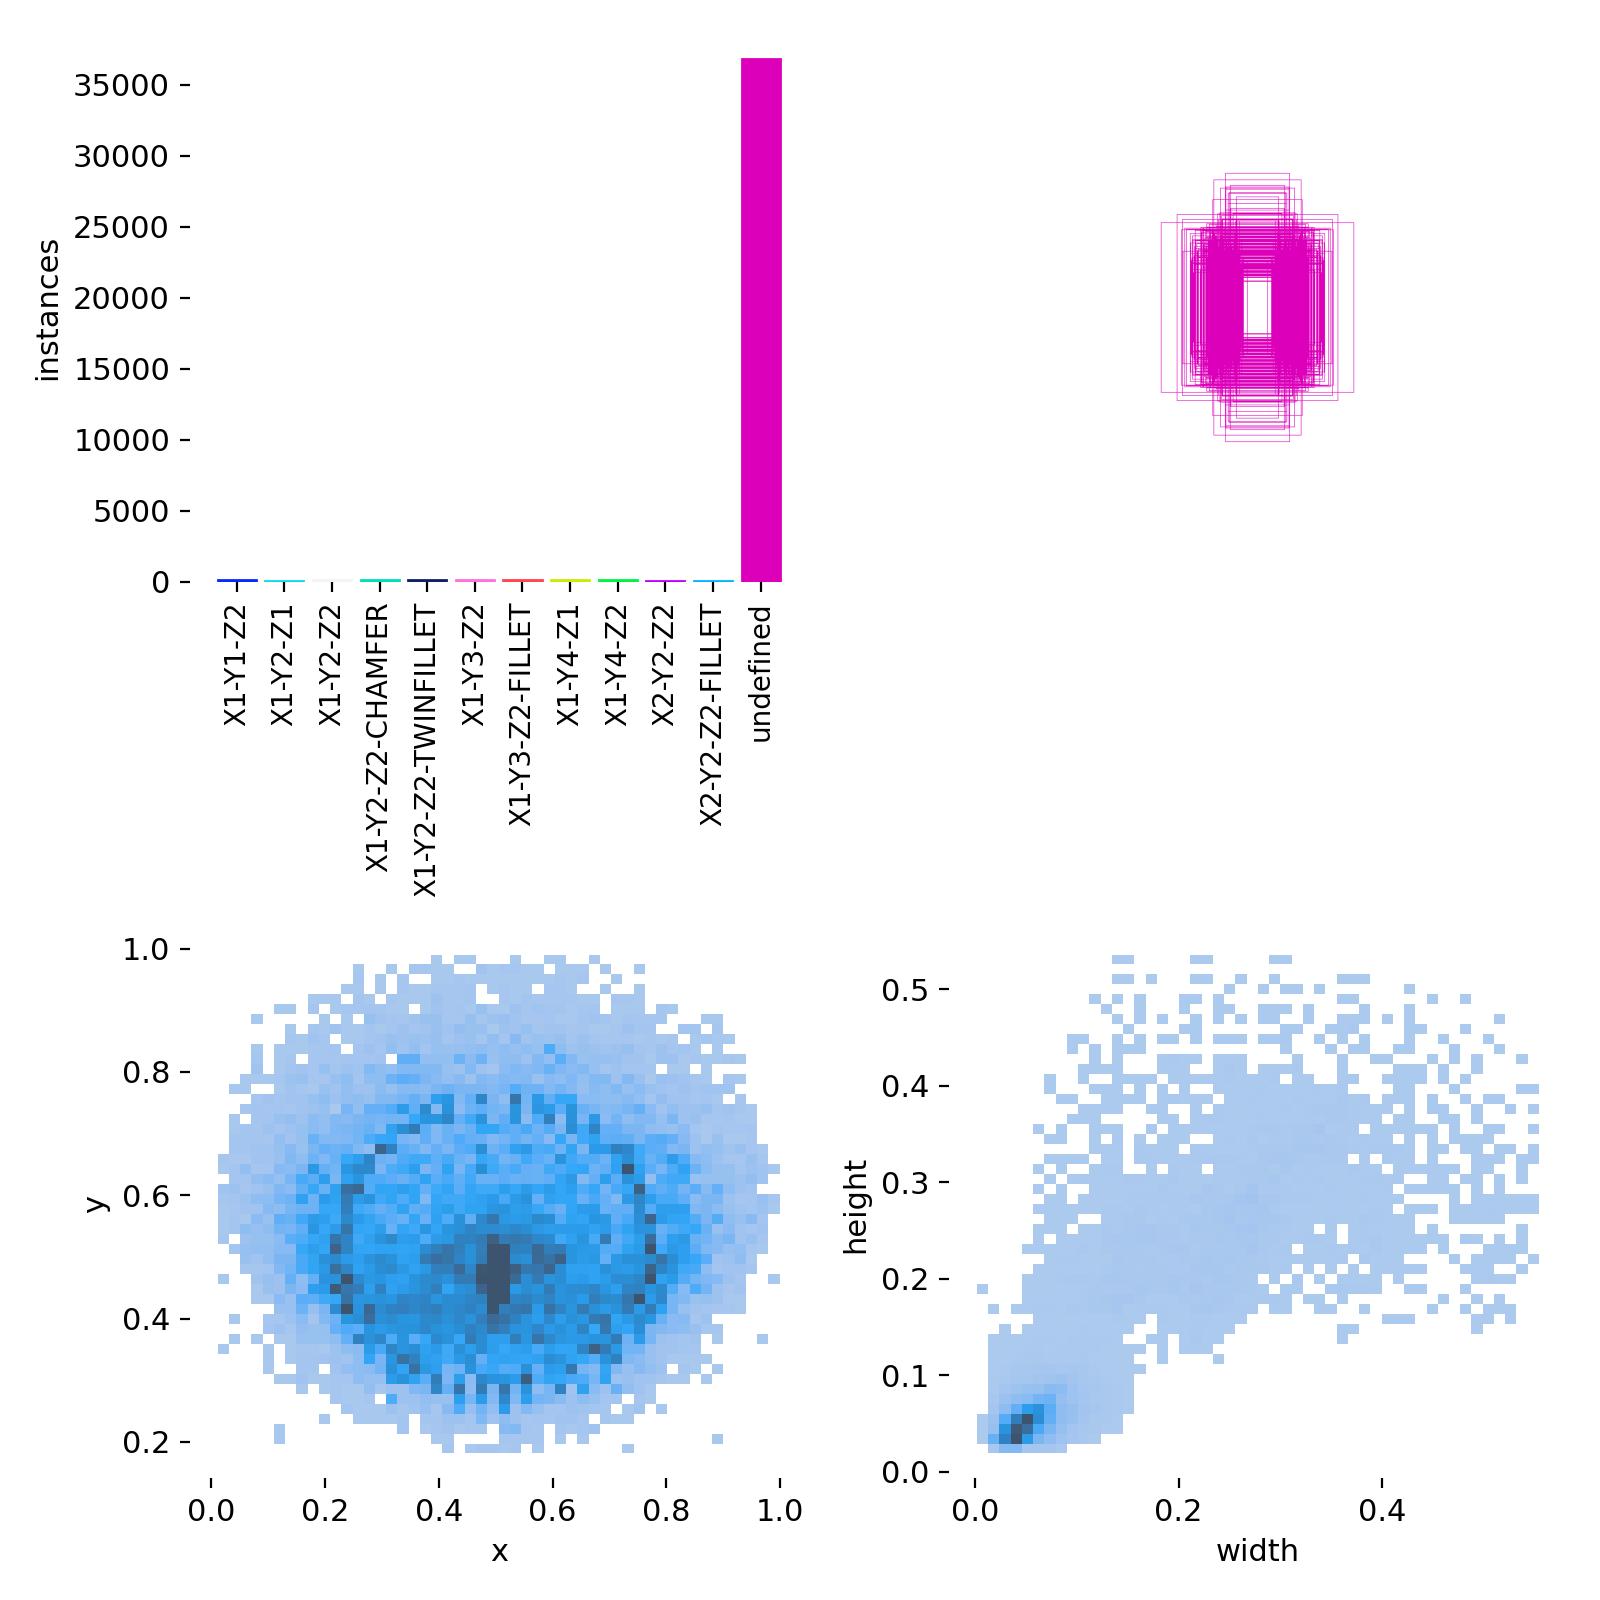 35000
30000
25000
20000
15000
10000
5000
0
instances
X1-Y1-Z2
X1-Y2-Z1
X1-Y2-Z2
X1-Y2-Z2-CHAMFER
X1-Y2-Z2-TWINFILLET
X1-Y3-Z2
X1-Y3-Z2-FILLET
X1-Y4-Z1
X1-Y4-Z2
X2-Y2-Z2
X2-Y2-Z2-FILLET
undefined
1.0
0.8
0.6
0.4
0.2
y
0.0 0.2 0.4 0.6 0.8 1.0
x
0.5
0.4
0.3
0.2
0.1
0.0
height
0.0 0.2 0.4
width